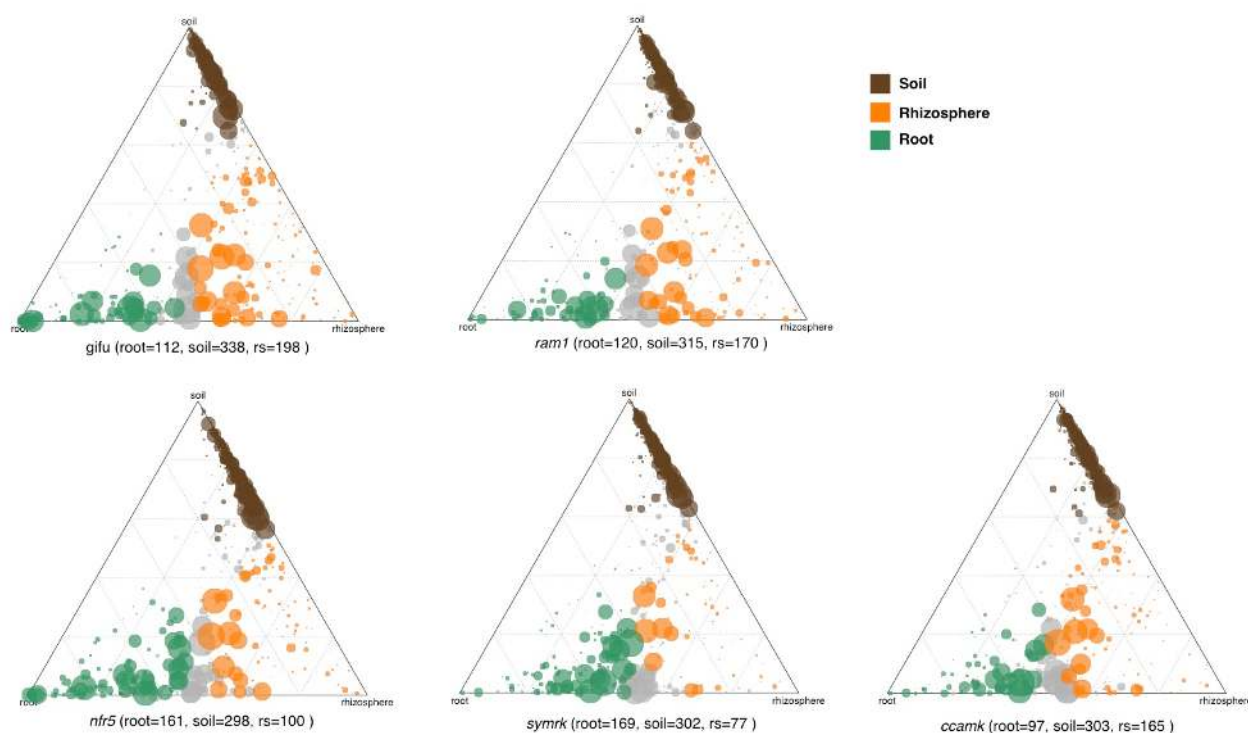 soil
root
rhizosphere
gifu (root=112, soil=338, rs=198 )
soil
root
rhizosphere
ram1 (root=120, soil=315, rs=170 )
Soil
Rhizosphere
Root
soil
root
rhizosphere
nfr5 (root=161, soil=298, rs=100 )
soil
root
rhizosphere
symrk (root=169, soil=302, rs=77 )
soil
root
rhizosphere
ccamk (root=97, soil=303, rs=165 )